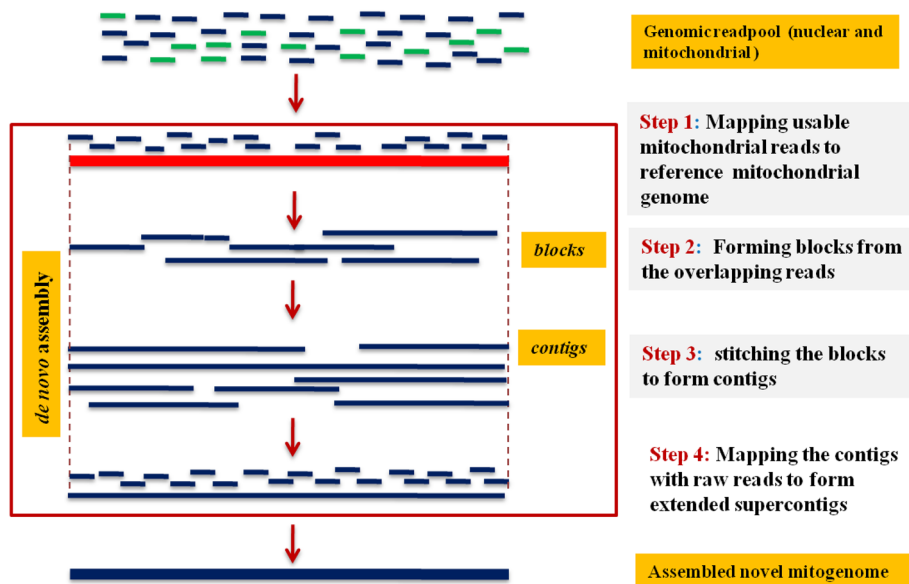 Genomic readpool (nuclear and
mitochondrial)
Step 1: Mapping usable
mitochondrial reads to
reference mitochondrial
genome
blocks
Step 2: Forming blocks from
the overlapping reads
de novo assembly
contigs
Step 3: stitching the blocks
to form contigs
Step 4: Mapping the contigs
with raw reads to form
extended supercontigs
Assembled novel mitogenome